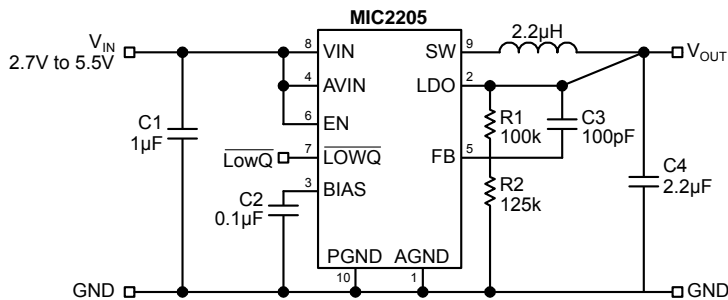 MIC2205
VIN
2.7V to 5.5V
8
VIN
SW
9
2.2µH
VOUT
4
AVIN
LDO
2
6
EN
R1
100k
C3
100pF
C1
1µF
LowQ
7
LOWQ
FB
5
3
BIAS
R2
125k
C4
2.2µF
C2
0.1µF
PGND
AGND
10
1
GND
GND